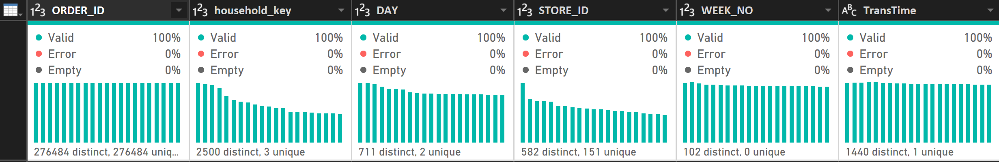 123 ORDER_ID 123 household_key 123 DAY 123 STORE_ID 123 WEEK_NO ABC TransTime
Valid 100% Valid 100% Valid 100% Valid 100% Valid 100% Valid 100%
Error 0% Error 0% Error 0% Error 0% Error 0% Error 0%
Empty 0% Empty 0% Empty 0% Empty 0% Empty 0% Empty 0%
276484 distinct, 276484 uniq... 2500 distinct, 3 unique 711 distinct, 2 unique 582 distinct, 151 unique 102 distinct, 0 unique 1440 distinct, 1 unique